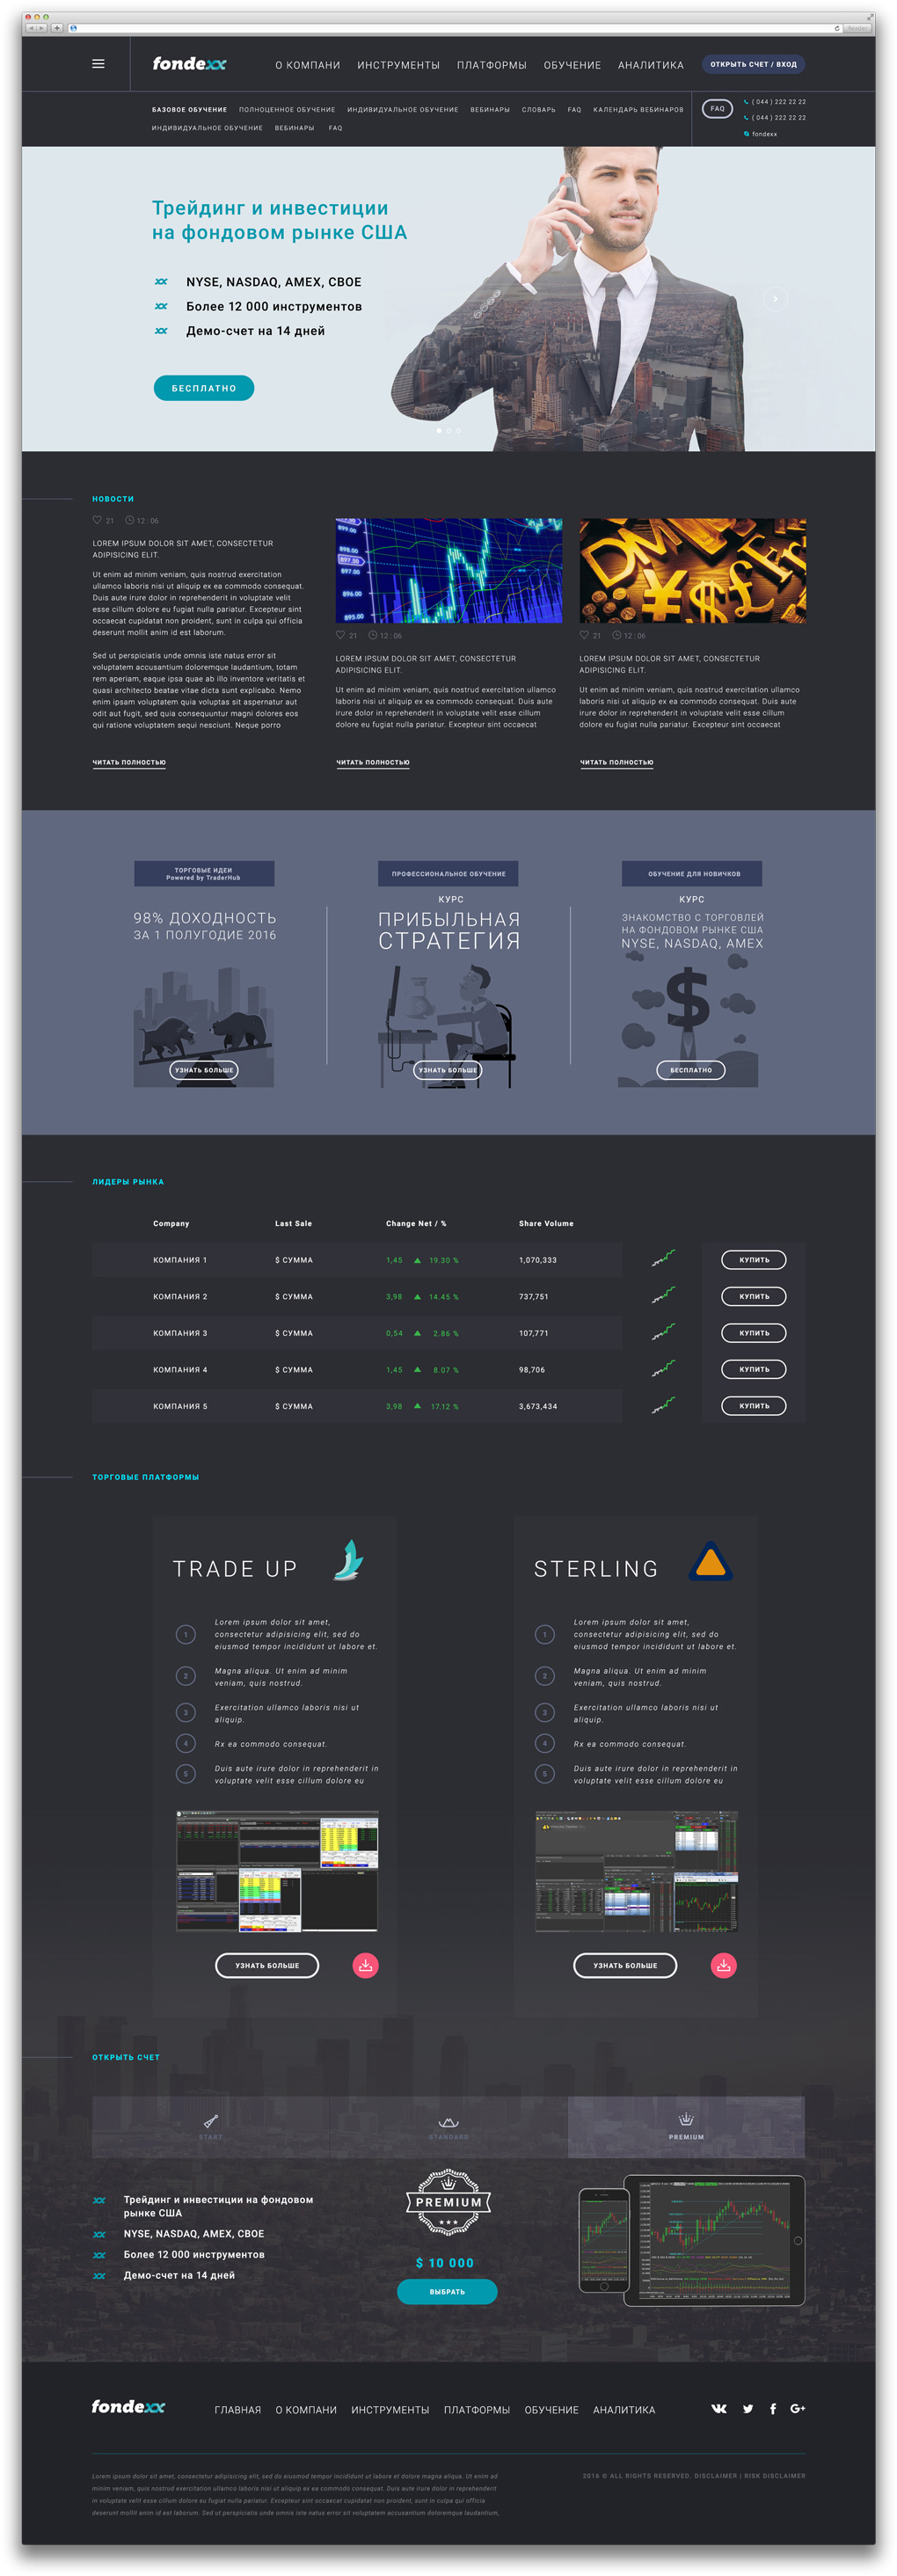 Reader
fondexx
О КОМПАНИ ИНСТРУМЕНТЫ ПЛАТФОРМЫ ОБУЧЕНИЕ АНАЛИТИКА
ОТКРЫТЬ СЧЕТ / ВХОД
БАЗОВОЕ ОБУЧЕНИЕ ПОЛНОЦЕННОЕ ОБУЧЕНИЕ ИНДИВИДУАЛЬНОЕ ОБУЧЕНИЕ ВЕБИНАРЫ СЛОВАРЬ FAQ КАЛЕНДАРЬ ВЕБИНАРОВ
ИНДИВИДУАЛЬНОЕ ОБУЧЕНИЕ ВЕБИНАРЫ FAQ
FAQ
( 044 ) 222 22 22
( 044 ) 222 22 22
fondexx
Трейдинг и инвестиции
на фондовом рынке США
NYSE, NASDAQ, AMEX, CBOE
Более 12 000 инструментов
Демо-счет на 14 дней
БЕСПЛАТНО
НОВОСТИ
21 12 : 06
LOREM IPSUM DOLOR SIT AMET, CONSECTETUR
ADIPISICING ELIT.
Ut enim ad minim veniam, quis nostrud exercitation
ullamco laboris nisi ut aliquip ex ea commodo consequat.
Duis aute irure dolor in reprehenderit in voluptate velit
esse cillum dolore eu fugiat nulla pariatur. Excepteur sint
occaecat cupidatat non proident, sunt in culpa qui officia
deserunt mollit anim id est laborum.
Sed ut perspiciatis unde omnis iste natus error sit
voluptatem accusantium doloremque laudantium, totam
rem aperiam, eaque ipsa quae ab illo inventore veritatis et
quasi architecto beatae vitae dicta sunt explicabo. Nemo
enim ipsam voluptatem quia voluptas sit aspernatur aut
odit aut fugit, sed quia consequuntur magni dolores eos
qui ratione voluptatem sequi nesciunt. Neque porro
ЧИТАТЬ ПОЛНОСТЬЮ
899.00
898.00
897.00
896.00
895.00
21 12 : 06
LOREM IPSUM DOLOR SIT AMET, CONSECTETUR
ADIPISICING ELIT.
Ut enim ad minim veniam, quis nostrud exercitation ullamco
laboris nisi ut aliquip ex ea commodo consequat. Duis aute
irure dolor in reprehenderit in voluptate velit esse cillum
dolore eu fugiat nulla pariatur. Excepteur sint occaecat
ЧИТАТЬ ПОЛНОСТЬЮ
21 12 : 06
LOREM IPSUM DOLOR SIT AMET, CONSECTETUR
ADIPISICING ELIT.
Ut enim ad minim veniam, quis nostrud exercitation ullamco
laboris nisi ut aliquip ex ea commodo consequat. Duis aute
irure dolor in reprehenderit in voluptate velit esse cillum
dolore eu fugiat nulla pariatur. Excepteur sint occaecat
ЧИТАТЬ ПОЛНОСТЬЮ
ТОРГОВЫЕ ИДЕИ
Powered by TraderHub
98% ДОХОДНОСТЬ
ЗА 1 ПОЛУГОДИЕ 2016
УЗНАТЬ БОЛЬШЕ
ПРОФЕССИОНАЛЬНОЕ ОБУЧЕНИЕ
КУРС
ПРИБЫЛЬНАЯ
СТРАТЕГИЯ
УЗНАТЬ БОЛЬШЕ
ОБУЧЕНИЕ ДЛЯ НОВИЧКОВ
КУРС
ЗНАКОМСТВО С ТОРГОВЛЕЙ
НА ФОНДОВОМ РЫНКЕ США
NYSE, NASDAQ, AMEX
$
БЕСПЛАТНО
ЛИДЕРЫ РЫНКА
Company Last Sale Change Net / % Share Volume
КОМПАНИЯ 1 $ СУММА 1,45 19.30 % 1,070,333 КУПИТЬ
КОМПАНИЯ 2 $ СУММА 3,98 14.45 % 737,751 КУПИТЬ
КОМПАНИЯ 3 $ СУММА 0,54 2.86 % 107,771 КУПИТЬ
КОМПАНИЯ 4 $ СУММА 1,45 8.07 % 98,706 КУПИТЬ
КОМПАНИЯ 5 $ СУММА 3,98 17.12 % 3,673,434 КУПИТЬ
ТОРГОВЫЕ ПЛАТФОРМЫ
TRADE UP
1 Lorem ipsum dolor sit amet,
consectetur adipisicing elit, sed do
eiusmod tempor incididunt ut labore et.
2 Magna aliqua. Ut enim ad minim
veniam, quis nostrud.
3 Exercitation ullamco laboris nisi ut
aliquip.
4 Rx ea commodo consequat.
5 Duis aute irure dolor in reprehenderit in
voluptate velit esse cillum dolore eu
УЗНАТЬ БОЛЬШЕ
STERLING
1 Lorem ipsum dolor sit amet,
consectetur adipisicing elit, sed do
eiusmod tempor incididunt ut labore et.
2 Magna aliqua. Ut enim ad minim
veniam, quis nostrud.
3 Exercitation ullamco laboris nisi ut
aliquip.
4 Rx ea commodo consequat.
5 Duis aute irure dolor in reprehenderit in
voluptate velit esse cillum dolore eu
УЗНАТЬ БОЛЬШЕ
ОТКРЫТЬ СЧЕТ
START STANDARD PREMIUM
Трейдинг и инвестиции на фондовом
рынке США
NYSE, NASDAQ, AMEX, CBOE
Более 12 000 инструментов
Демо-счет на 14 дней
PREMIUM
$ 10 000
ВЫБРАТЬ
fondexx
ГЛАВНАЯ О КОМПАНИ ИНСТРУМЕНТЫ ПЛАТФОРМЫ ОБУЧЕНИЕ АНАЛИТИКА
Lorem ipsum dolor sit amet, consectetur adipisicing elit, sed do eiusmod tempor incididunt ut labore et dolore magna aliqua. Ut enim ad
minim veniam, quis nostrud exercitation ullamco laboris nisi ut aliquip ex ea commodo consequat. Duis aute irure dolor in reprehenderit
in voluptate velit esse cillum dolore eu fugiat nulla pariatur. Excepteur sint occaecat cupidatat non proident, sunt in culpa qui officia
deserunt mollit anim id est laborum. Sed ut perspiciatis unde omnis iste natus error sit voluptatem accusantium doloremque laudantium,
2016 © ALL RIGHTS RESERVED. DISCLAIMER | RISK DISCLAIMER